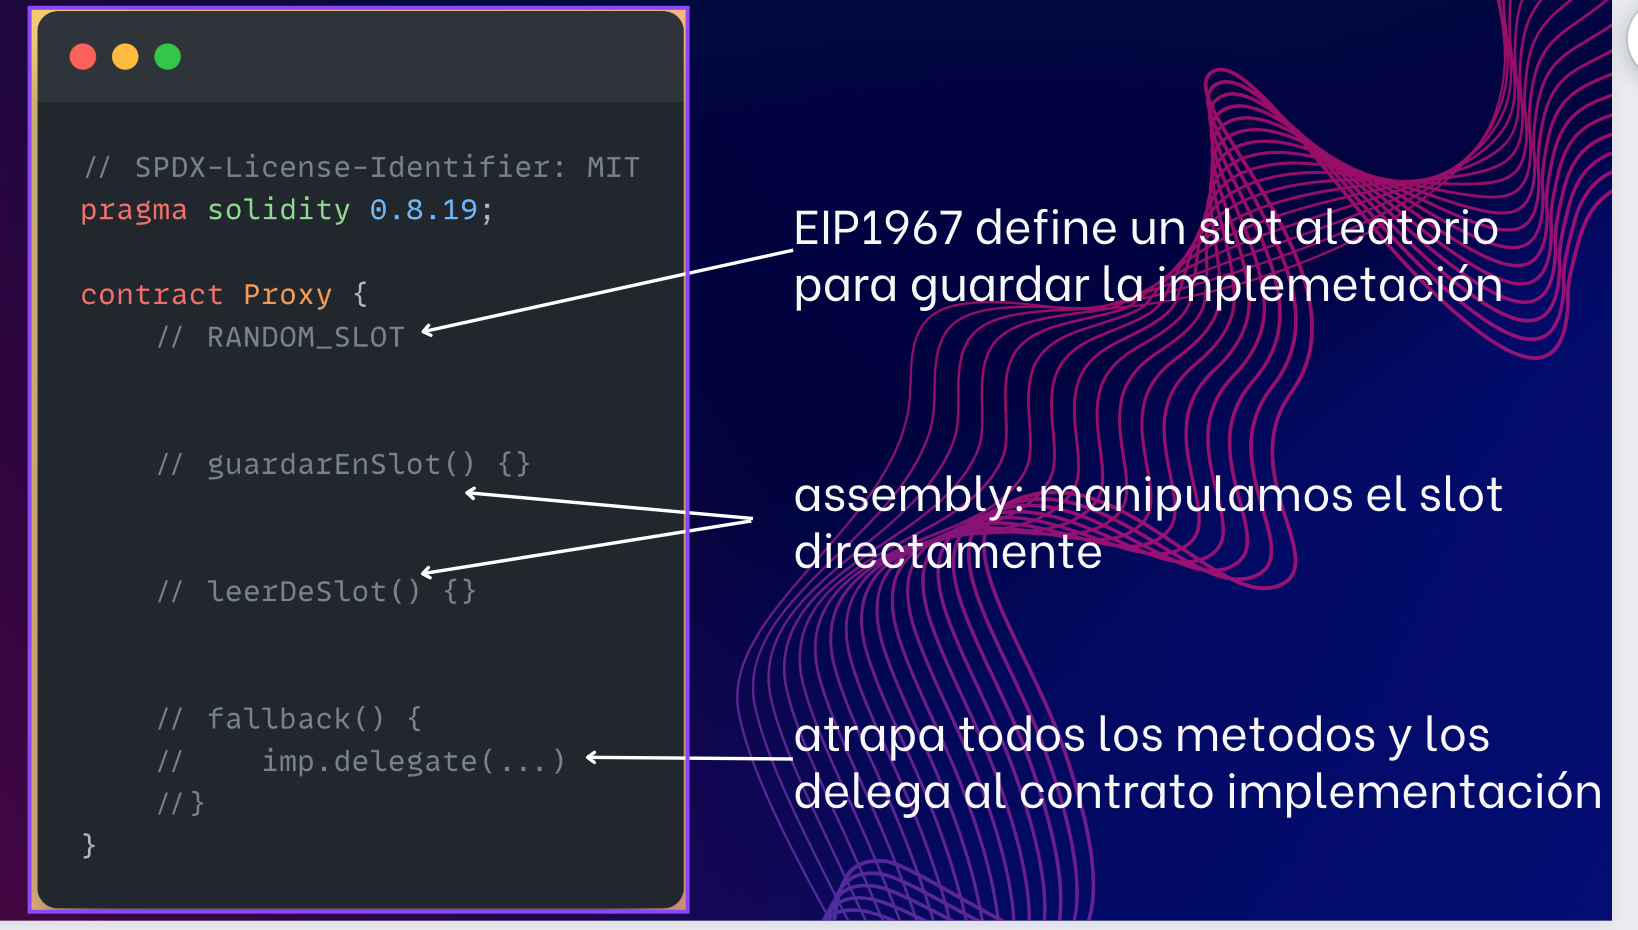 // SPDX-License-Identifier: MIT
pragma solidity 0.8.19;
contract Proxy {
// RANDOM_SLOT
// guardarEnSlot() {}
// leerDeSlot() {}
// fallback() {
//    imp.delegate(...)
//}
}
EIP1967 define un slot aleatorio
para guardar la implemetación
assembly: manipulamos el slot
directamente
atrapa todos los metodos y los
delega al contrato implementación